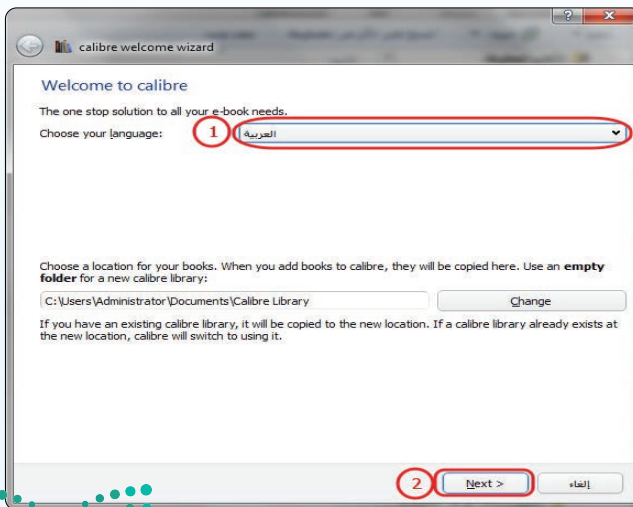 calibre welcome wizard
Welcome to calibre
The one stop solution to all your e-book needs.
Choose your language: 1 العربية
Choose a location for your books. When you add books to calibre, they will be copied here. Use an empty
folder for a new calibre library:
C:\Users\Administrator\Documents\Calibre Library Change
If you have an existing calibre library, it will be copied to the new location. If a calibre library already exists at
the new location, calibre will switch to using it.
2 Next > إلغاء